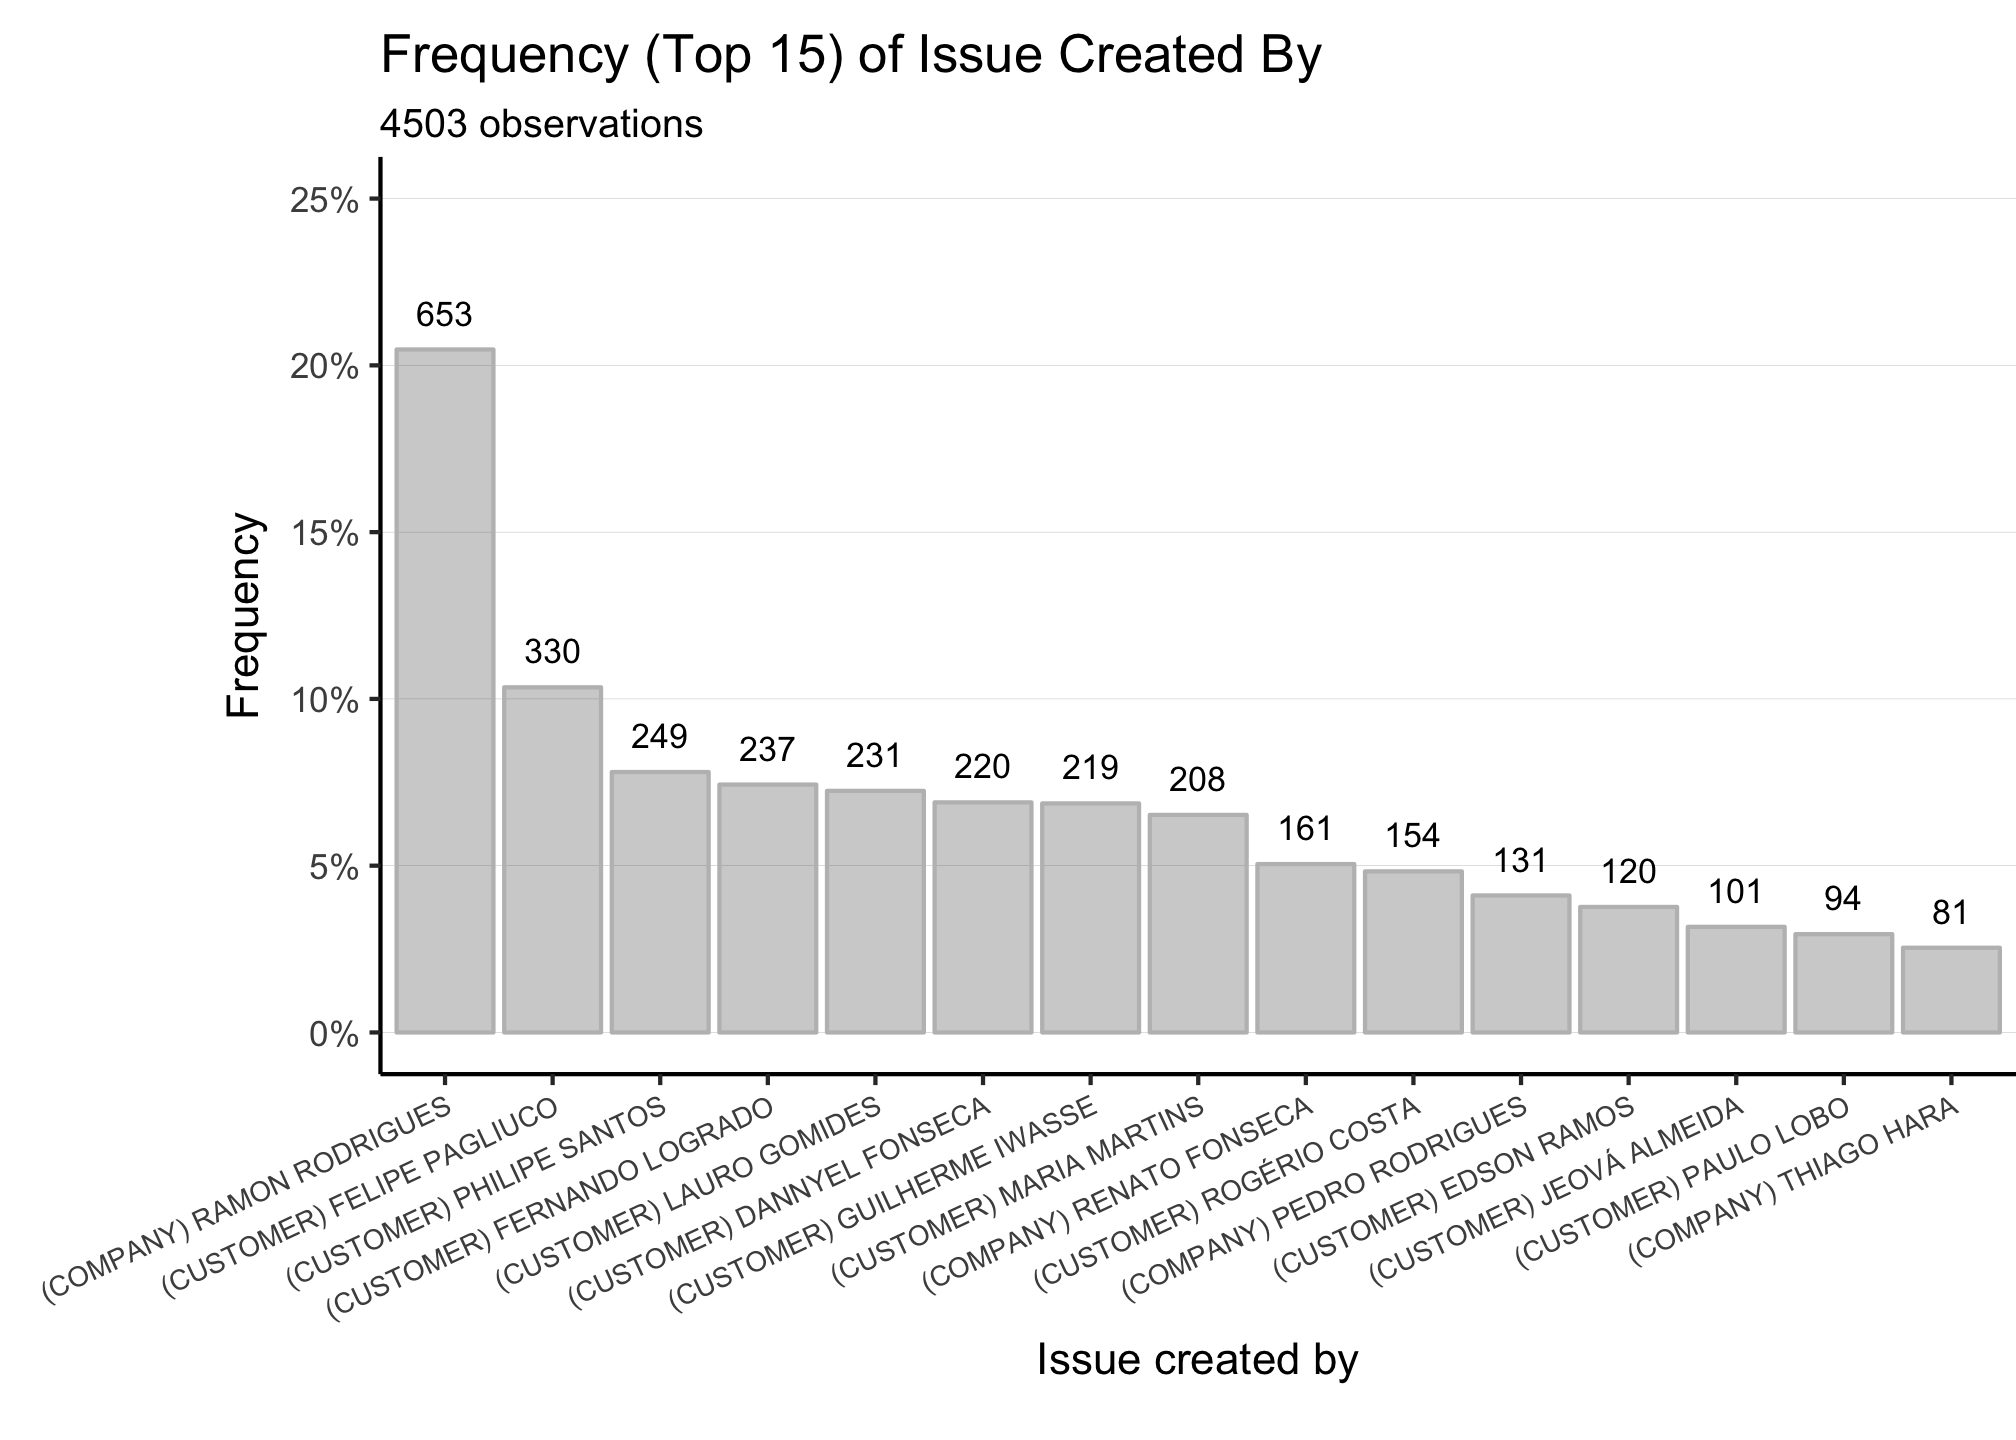 Frequency (Top 15) of Issue Created By
4503 observations
Frequency
25%
20%
15%
10%
5%
0%
653
330
249
237
231
220
219
208
161
154
131
120
101
94
81
(COMPANY) RAMON RODRIGUES
(CUSTOMER) FELIPE PAGLIUCO
(CUSTOMER) PHILIPE SANTOS
(CUSTOMER) FERNANDO LOGRADO
(CUSTOMER) LAURO GOMIDES
(CUSTOMER) DANNYEL FONSECA
(CUSTOMER) GUILHERME IWASSE
(CUSTOMER) MARIA MARTINS
(COMPANY) RENATO FONSECA
(CUSTOMER) ROGÉRIO COSTA
(COMPANY) PEDRO RODRIGUES
(CUSTOMER) EDSON RAMOS
(CUSTOMER) JEOVÁ ALMEIDA
(CUSTOMER) PAULO LOBO
(COMPANY) THIAGO HARA
Issue created by